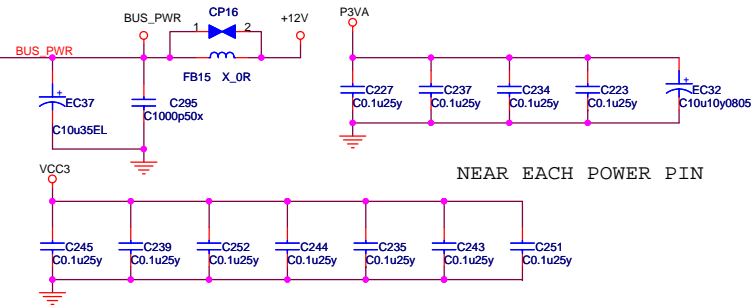 BUS_PWR
CP16
1
2
+12V
P3VA
BUS_PWR
FB15
X_0R
+
EC37
C10u35EL
C295
C1000p50x
C227
C0.1u25y
C237
C0.1u25y
C234
C0.1u25y
C223
C0.1u25y
+
EC32
C10u10y0805
NEAR EACH POWER PIN
VCC3
C245
C0.1u25y
C239
C0.1u25y
C252
C0.1u25y
C244
C0.1u25y
C235
C0.1u25y
C243
C0.1u25y
C251
C0.1u25y